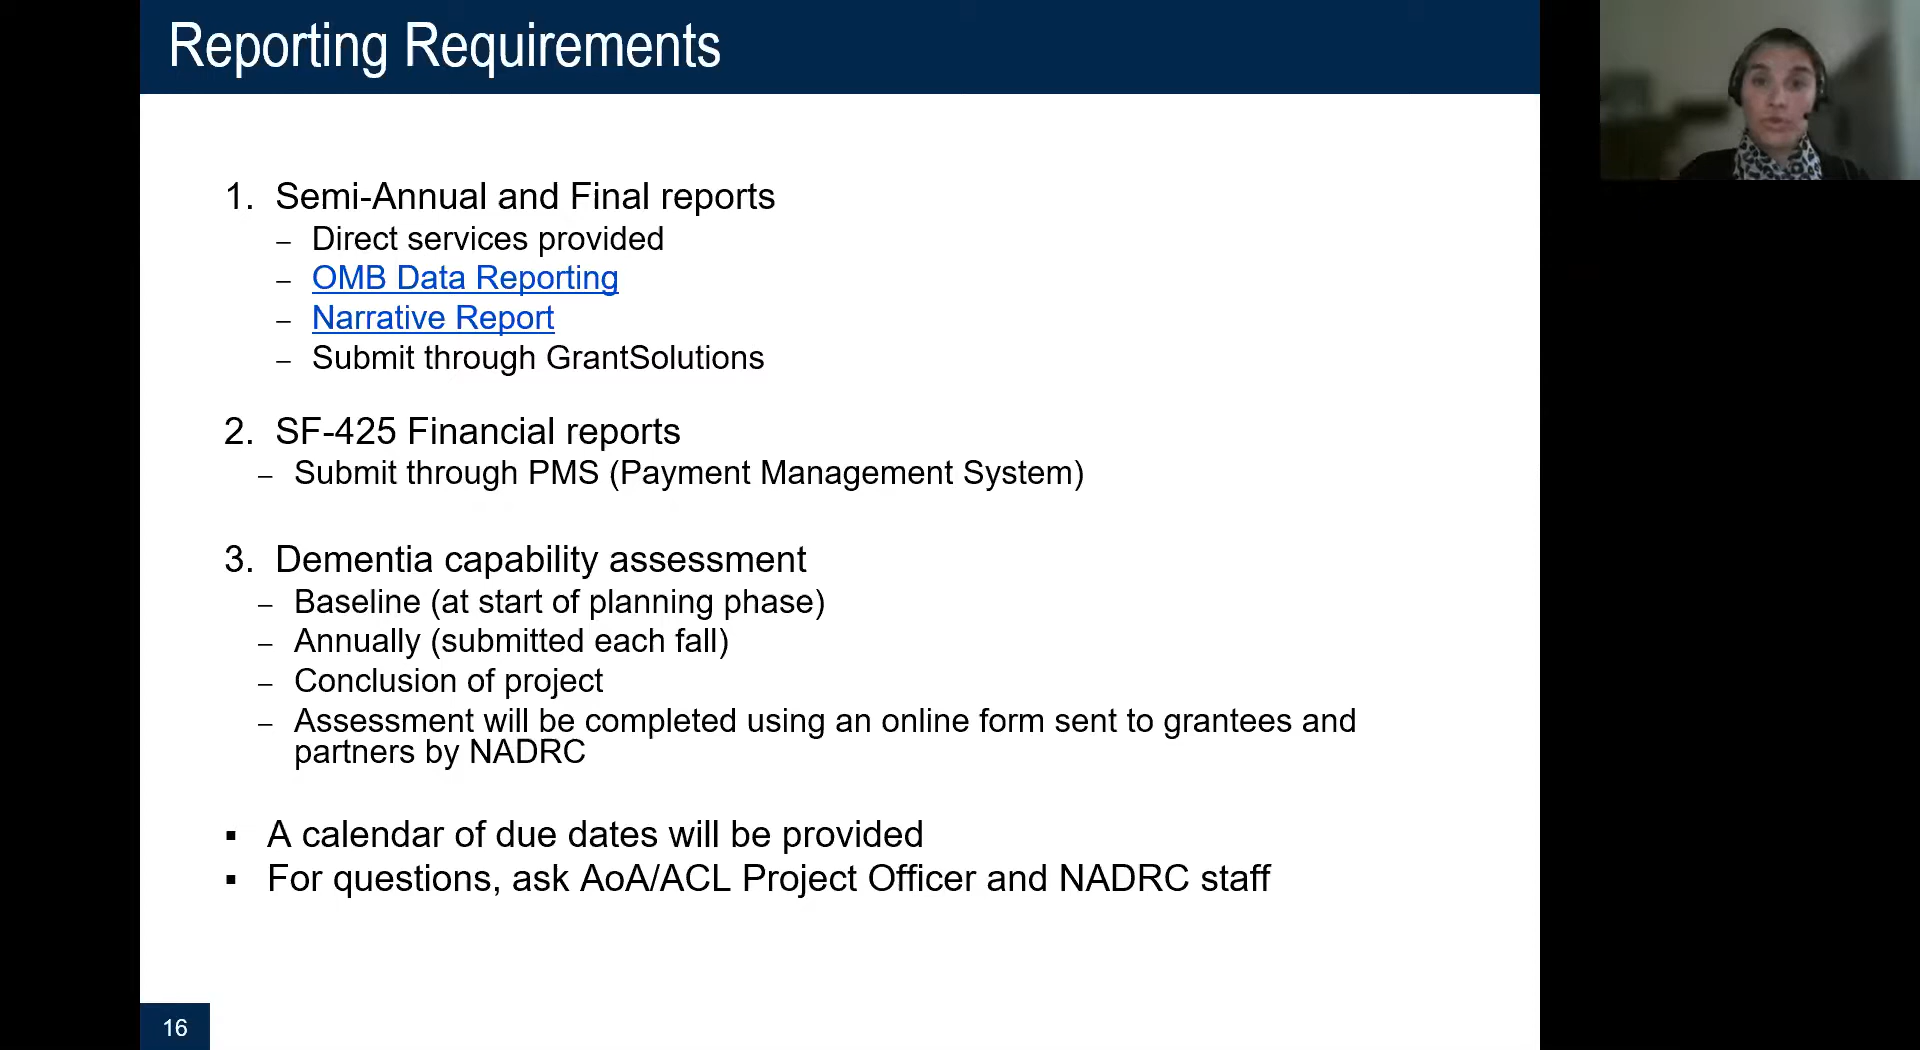 Reporting Requirements
1. Semi-Annual and Final reports
– Direct services provided
– OMB Data Reporting
– Narrative Report
– Submit through GrantSolutions
2. SF-425 Financial reports
– Submit through PMS (Payment Management System)
3. Dementia capability assessment
– Baseline (at start of planning phase)
– Annually (submitted each fall)
– Conclusion of project
– Assessment will be completed using an online form sent to grantees and
partners by NADRC
▪ A calendar of due dates will be provided
▪ For questions, ask AoA/ACL Project Officer and NADRC staff
16